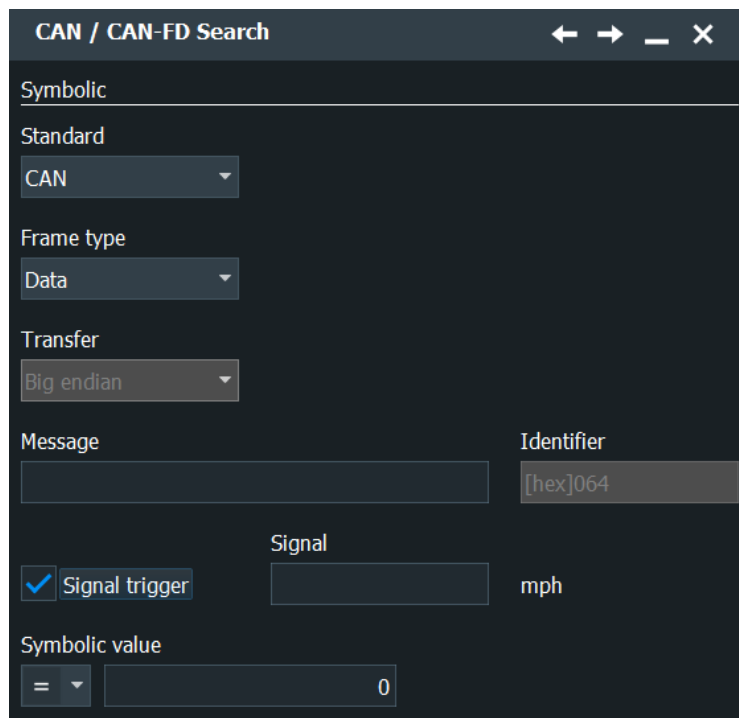 CAN / CAN-FD Search
Symbolic
Standard
CAN
Frame type
Data
Transfer
Big endian
Message Identifier
[hex]064
Signal
Signal trigger mph
Symbolic value
= 0